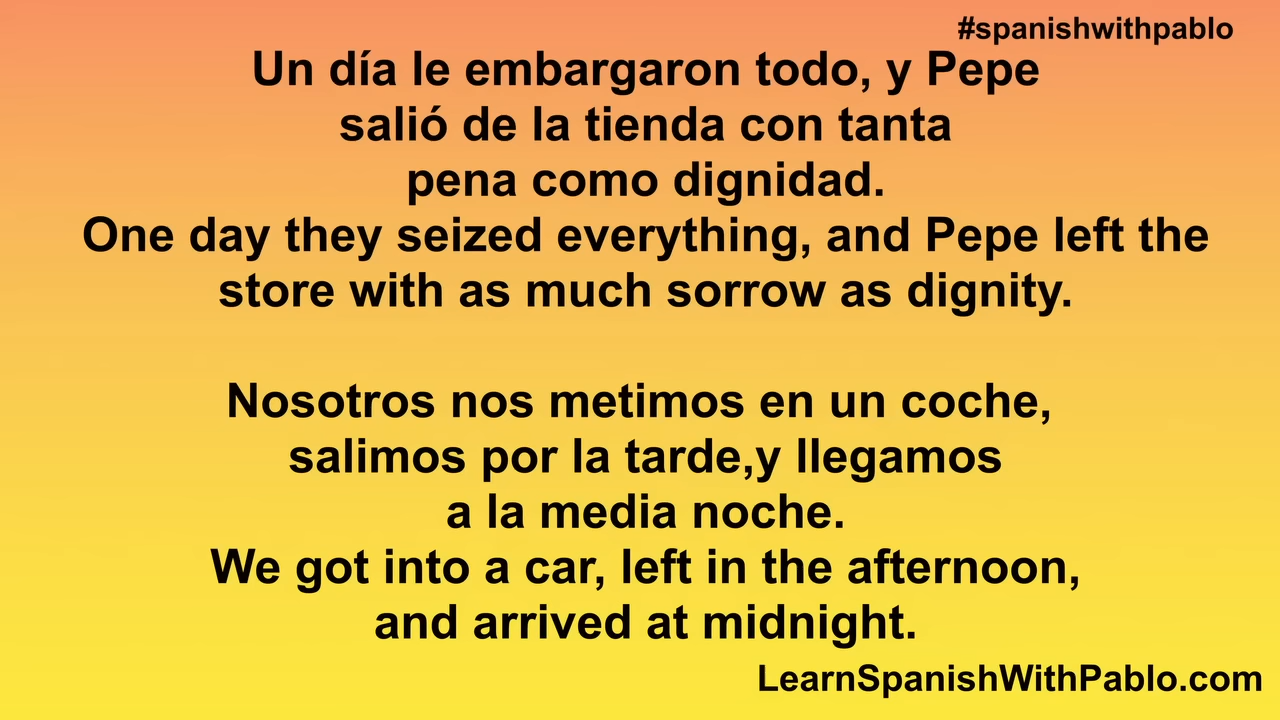 #spanishwithpablo
Un día le embargaron todo, y Pepe
salió de la tienda con tanta
pena como dignidad.
One day they seized everything, and Pepe left the
store with as much sorrow as dignity.
Nosotros nos metimos en un coche,
salimos por la tarde,y llegamos
a la media noche.
We got into a car, left in the afternoon,
and arrived at midnight.
LearnSpanishWithPablo.com